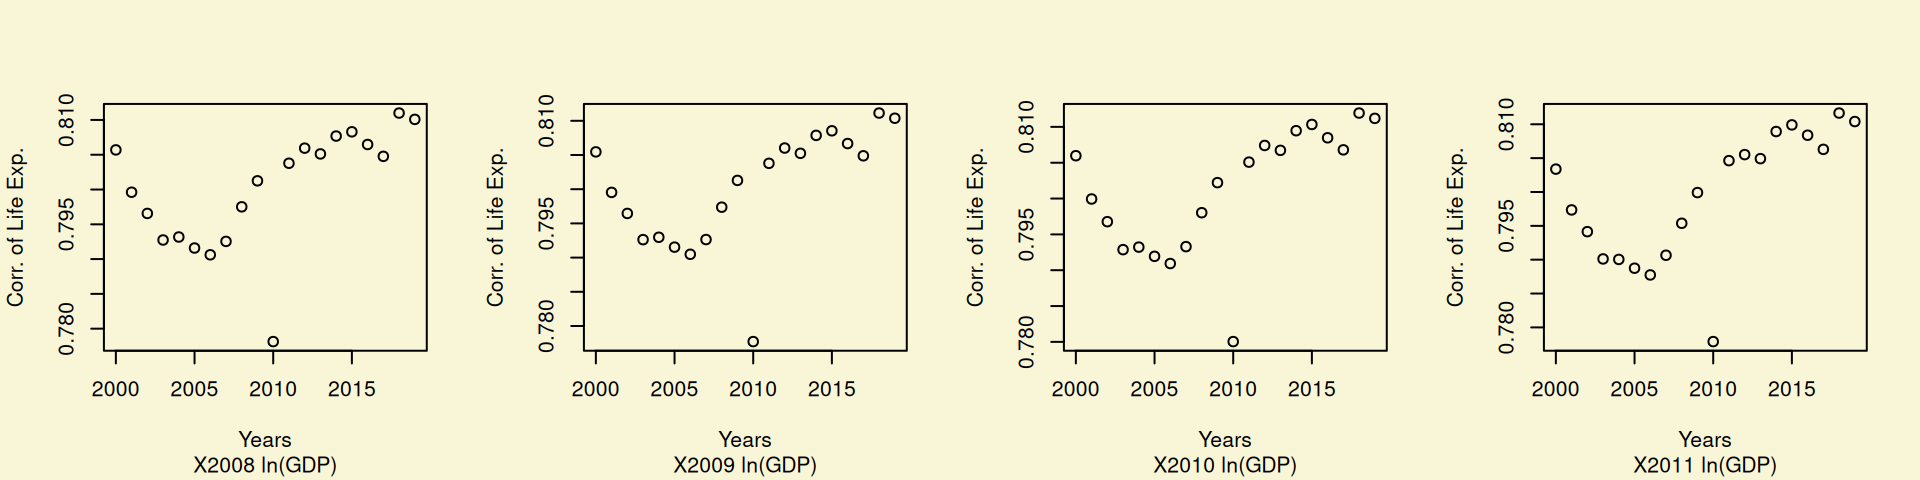 Corr. of Life Exp.
0.780 0.795 0.810
2000 2005 2010 2015
Years
X2008 ln(GDP)
Corr. of Life Exp.
0.780 0.795 0.810
2000 2005 2010 2015
Years
X2009 ln(GDP)
Corr. of Life Exp.
0.780 0.795 0.810
2000 2005 2010 2015
Years
X2010 ln(GDP)
Corr. of Life Exp.
0.780 0.795 0.810
2000 2005 2010 2015
Years
X2011 ln(GDP)